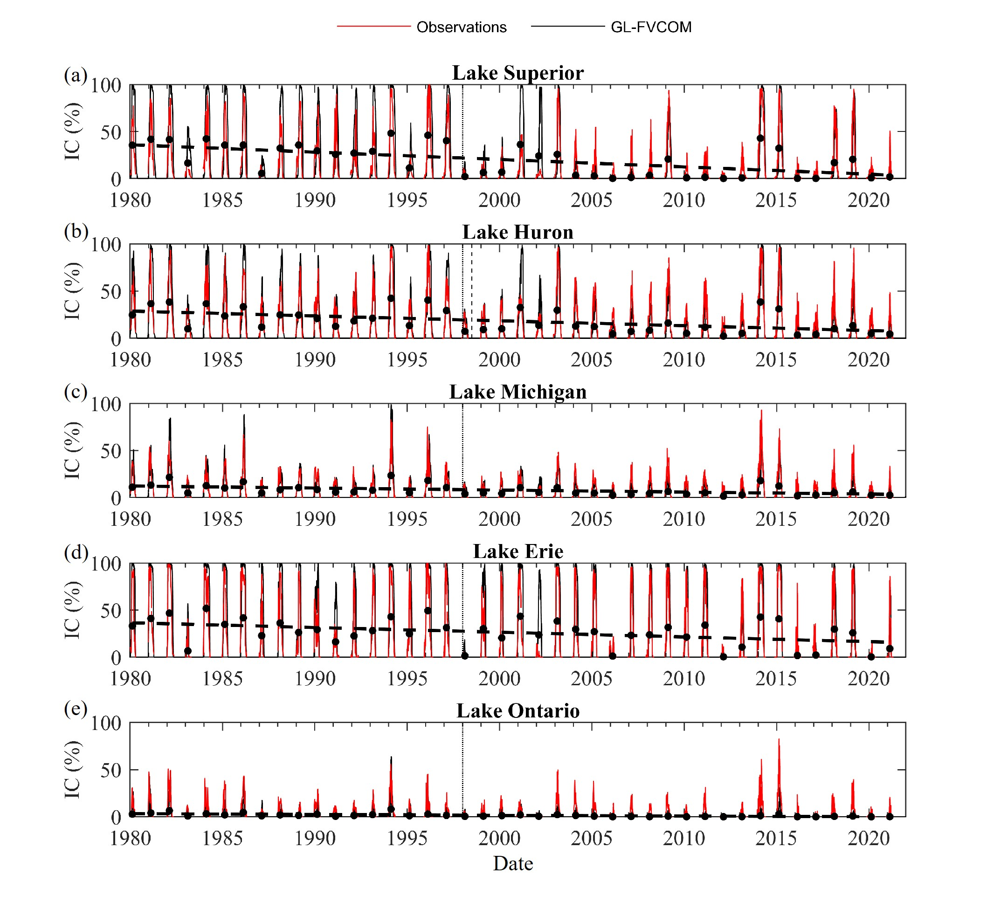 Observations GL-FVCOM
(a) Lake Superior
100
50
0
IC (%)
1980 1985 1990 1995 2000 2005 2010 2015 2020
(b) Lake Huron
100
50
0
IC (%)
1980 1985 1990 1995 2000 2005 2010 2015 2020
(c) Lake Michigan
100
50
0
IC (%)
1980 1985 1990 1995 2000 2005 2010 2015 2020
(d) Lake Erie
100
50
0
IC (%)
1980 1985 1990 1995 2000 2005 2010 2015 2020
(e) Lake Ontario
100
50
0
IC (%)
1980 1985 1990 1995 2000 2005 2010 2015 2020
Date